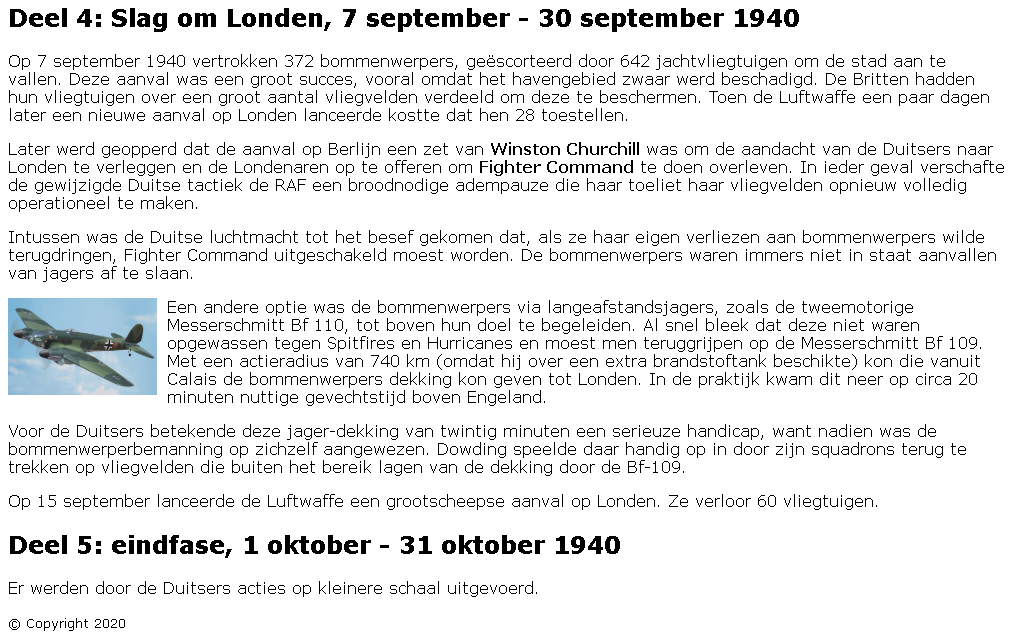 Deel 4: Slag om Londen, 7 september - 30 september 1940
Op 7 september 1940 vertrokken 372 bommenwerpers, geëscorteerd door 642 jachtvliegtuigen om de stad aan te
vallen. Deze aanval was een groot succes, vooral omdat het havengebied zwaar werd beschadigd. De Britten hadden
hun vliegtuigen over een groot aantal vliegvelden verdeeld om deze te beschermen. Toen de Luftwaffe een paar dagen
later een nieuwe aanval op Londen lanceerde kostte dat hen 28 toestellen.
Later werd geopperd dat de aanval op Berlijn een zet van Winston Churchill was om de aandacht van de Duitsers naar
Londen te verleggen en de Londenaren op te offeren om Fighter Command te doen overleven. In ieder geval verschafte
de gewijzigde Duitse tactiek de RAF een broodnodige adempauze die haar toeliet haar vliegvelden opnieuw volledig
operationeel te maken.
Intussen was de Duitse luchtmacht tot het besef gekomen dat, als ze haar eigen verliezen aan bommenwerpers wilde
terugdringen, Fighter Command uitgeschakeld moest worden. De bommenwerpers waren immers niet in staat aanvallen
van jagers af te slaan.
Een andere optie was de bommenwerpers via langeafstandsjagers, zoals de tweemotorige
Messerschmitt Bf 110, tot boven hun doel te begeleiden. Al snel bleek dat deze niet waren
opgewassen tegen Spitfires en Hurricanes en moest men teruggrijpen op de Messerschmitt Bf 109.
Met een actieradius van 740 km (omdat hij over een extra brandstoftank beschikte) kon die vanuit
Calais de bommenwerpers dekking kon geven tot Londen. In de praktijk kwam dit neer op circa 20
minuten nuttige gevechtstijd boven Engeland.
Voor de Duitsers betekende deze jager-dekking van twintig minuten een serieuze handicap, want nadien was de
bommenwerperbemanning op zichzelf aangewezen. Dowding speelde daar handig op in door zijn squadrons terug te
trekken op vliegvelden die buiten het bereik lagen van de dekking door de Bf-109.
Op 15 september lanceerde de Luftwaffe een grootscheepse aanval op Londen. Ze verloor 60 vliegtuigen.
Deel 5: eindfase, 1 oktober - 31 oktober 1940
Er werden door de Duitsers acties op kleinere schaal uitgevoerd.
© Copyright 2020